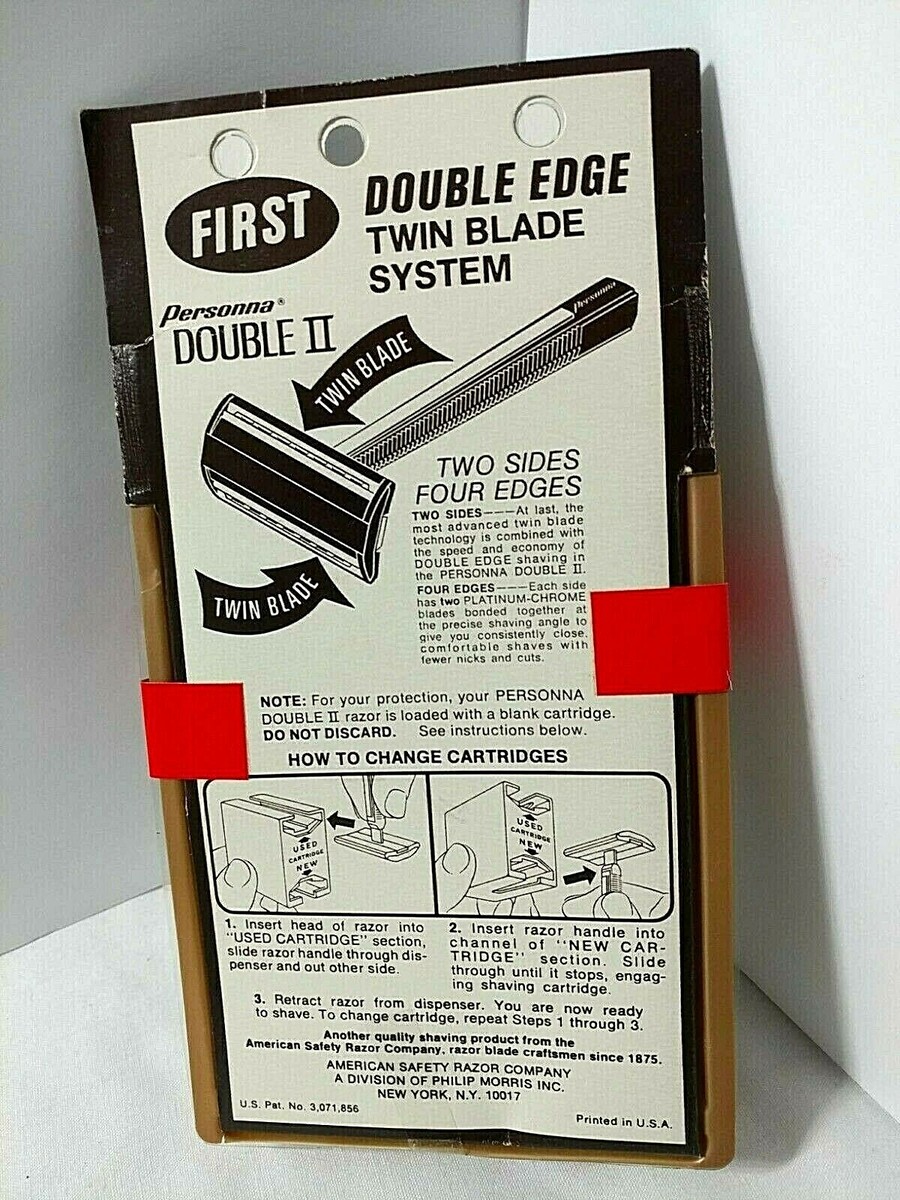 FIRST
DOUBLE EDGE
TWIN BLADE
SYSTEM
Personna®
DOUBLE II
Personna
TWIN BLADE
TWIN BLADE
TWO SIDES
FOUR EDGES
TWO SIDES———At last, the
most advanced twin blade
technology is combined with
the speed and economy of
DOUBLE EDGE shaving in
the PERSONNA DOUBLE II.
FOUR EDGES———Each side
has two PLATINUM-CHROME
blades bonded together at
the precise shaving angle to
give you consistently close,
comfortable shaves with
fewer nicks and cuts.
NOTE: For your protection, your PERSONNA
DOUBLE II razor is loaded with a blank cartridge.
DO NOT DISCARD. See instructions below.
HOW TO CHANGE CARTRIDGES
USED
CARTRIDGE
NEW
USED
CARTRIDGE
NEW
1. Insert head of razor into
"USED CARTRIDGE" section,
slide razor handle through dis-
penser and out other side.
2. Insert razor handle into
channel of "NEW CAR-
TRIDGE" section. Slide
through until it stops, engag-
ing shaving cartridge.
3. Retract razor from dispenser. You are now ready
to shave. To change cartridge, repeat Steps 1 through 3.
Another quality shaving product from the
American Safety Razor Company, razor blade craftsmen since 1875.
AMERICAN SAFETY RAZOR COMPANY
A DIVISION OF PHILIP MORRIS INC.
NEW YORK, N.Y. 10017
U.S. Pat. No. 3,071,856
Printed in U.S.A.